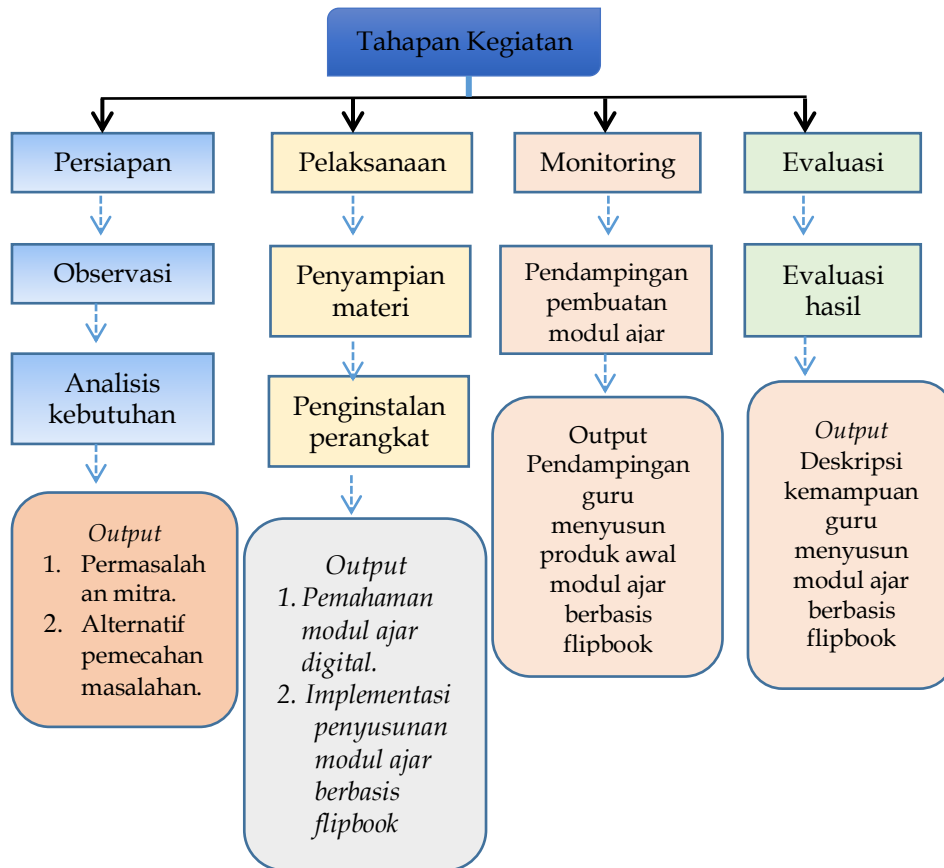 Tahapan Kegiatan
Persiapan
Observasi
Analisis
kebutuhan
Output
1. Permasalah
an mitra.
2. Alternatif
pemecahan
masalahan.
Pelaksanaan
Penyampian
materi
Penginstalan
perangkat
Output
1. Pemahaman
modul ajar
digital.
2. Implementasi
penyusunan
modul ajar
berbasis
flipbook
Monitoring
Pendampingan
pembuatan
modul ajar
Output
Pendampingan
guru
menyusun
produk awal
modul ajar
berbasis
flipbook
Evaluasi
Evaluasi
hasil
Output
Deskripsi
kemampuan
guru
menyusun
modul ajar
berbasis
flipbook